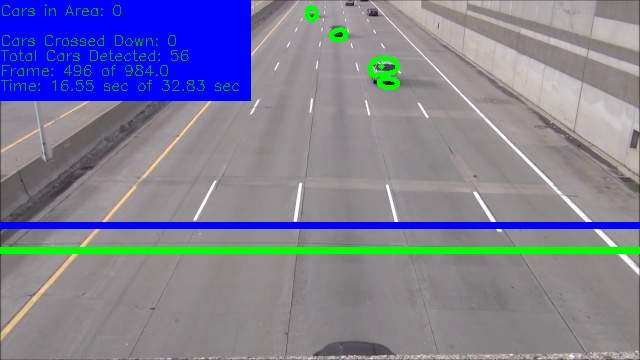 Cars in Area: 0
Cars Crossed Down: 0
Total Cars Detected: 56
Frame: 496 of 984.0
Time: 16.55 sec of 32.83 sec